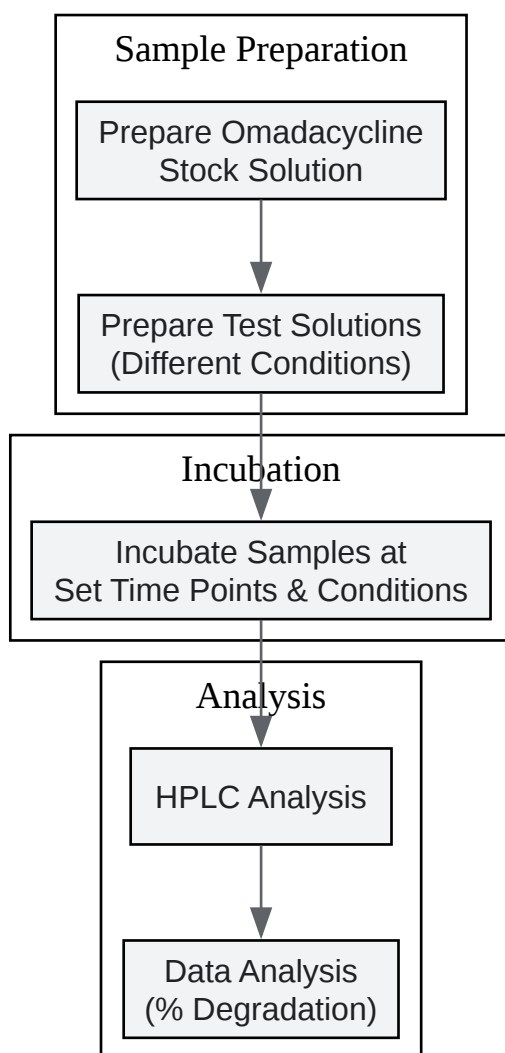 Sample Preparation
Prepare Omadacycline
Stock Solution
Prepare Test Solutions
(Different Conditions)
Incubation
Incubate Samples at
Set Time Points & Conditions
Analysis
HPLC Analysis
Data Analysis
(% Degradation)